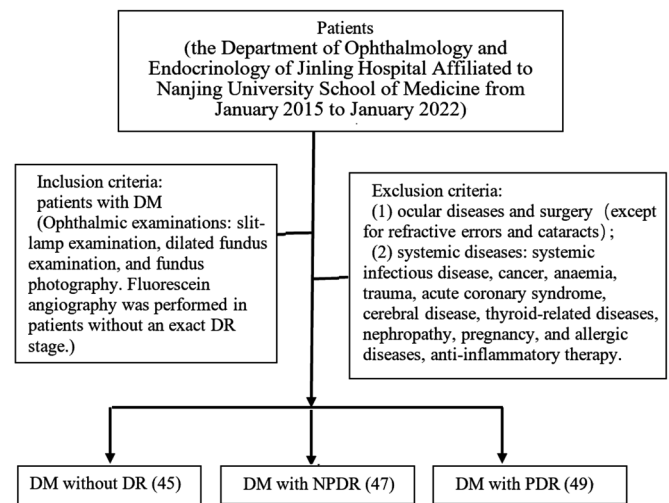 Patients
(the Department of Ophthalmology and
Endocrinology of Jinling Hospital Affiliated to
Nanjing University School of Medicine from
January 2015 to January 2022)
Inclusion criteria:
patients with DM
(Ophthalmic examinations: slit-
lamp examination, dilated fundus
examination, and fundus
photography. Fluorescein
angiography was performed in
patients without an exact DR
stage.)
Exclusion criteria:
(1) ocular diseases and surgery (except
for refractive errors and cataracts);
(2) systemic diseases: systemic
infectious disease, cancer, anaemia,
trauma, acute coronary syndrome,
cerebral disease, thyroid-related diseases,
nephropathy, pregnancy, and allergic
diseases, anti-inflammatory therapy.
DM without DR (45)
DM with NPDR (47)
DM with PDR (49)